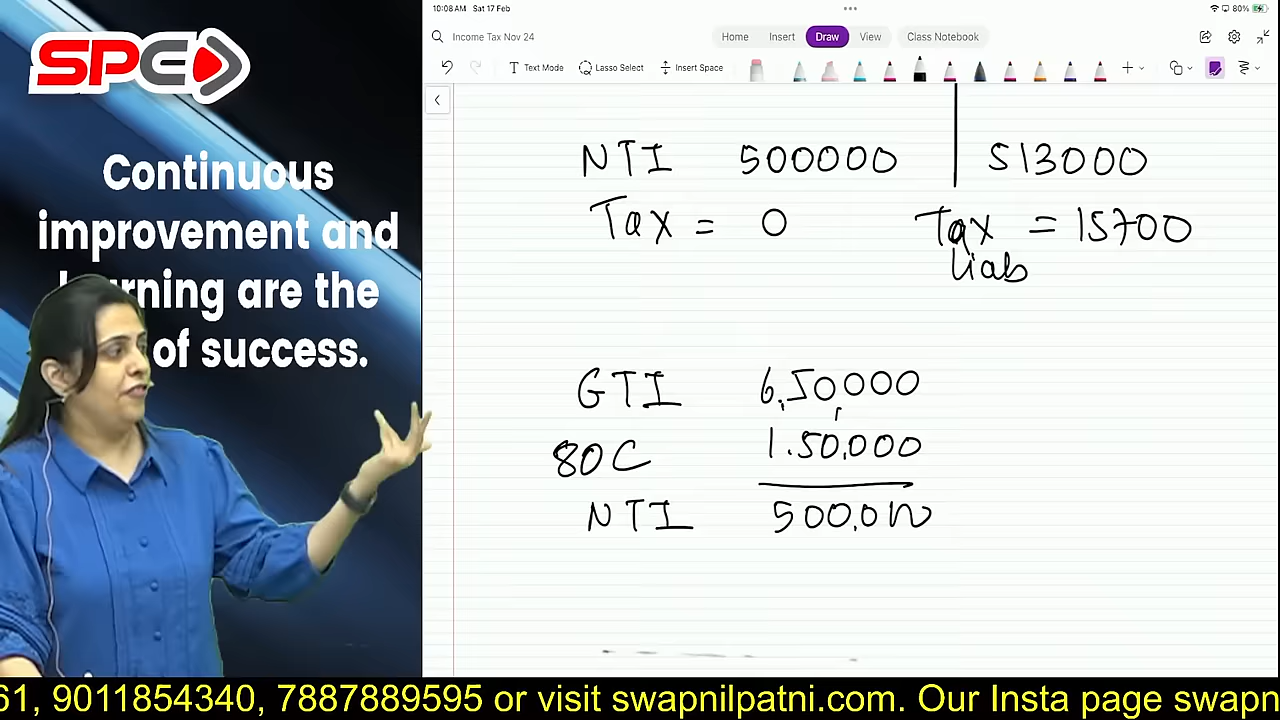 SPE
Continuous
improvement and
learning are the
of success.
10:08 AM Sat 17 Feb
80%
Income Tax Nov 24
Home Insert Draw View Class Notebook
Text Mode Lasso Select Insert Space
NTI 500000 513000
Tax = 0 Tax = 15700
liab
GTI 6,50,000
80C 1.50,000
NTI 500,000
61, 9011854340, 7887889595 or visit swapnilpatni.com. Our Insta page swapn